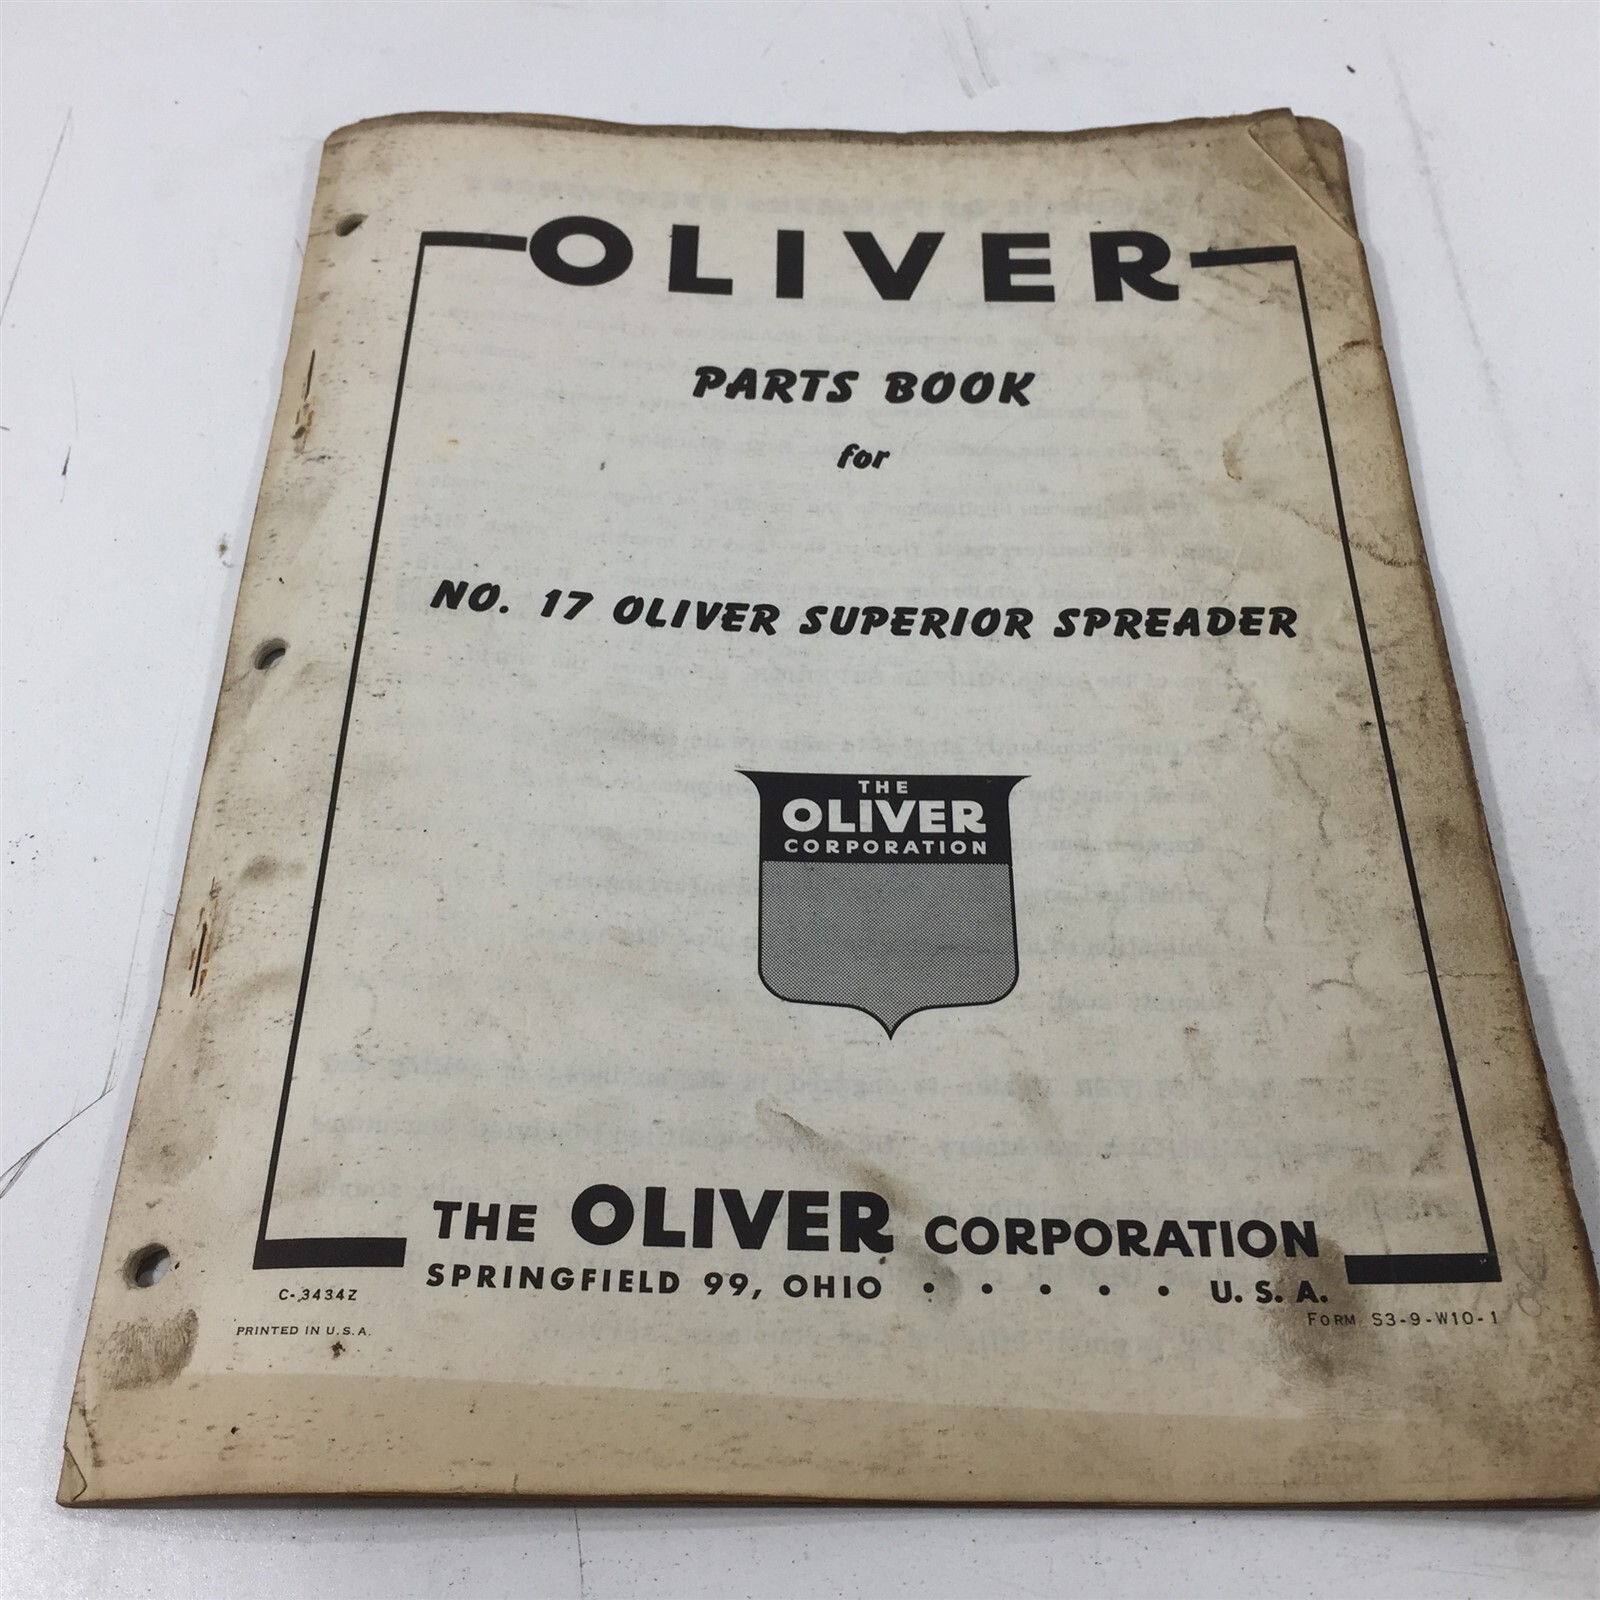 OLIVER
PARTS BOOK
for
NO. 17 OLIVER SUPERIOR SPREADER
THE
OLIVER
CORPORATION
THE OLIVER CORPORATION
SPRINGFIELD 99, OHIO • • • • • U. S. A.
C-3434Z
FORM S3-9-W10-1
PRINTED IN U.S.A.